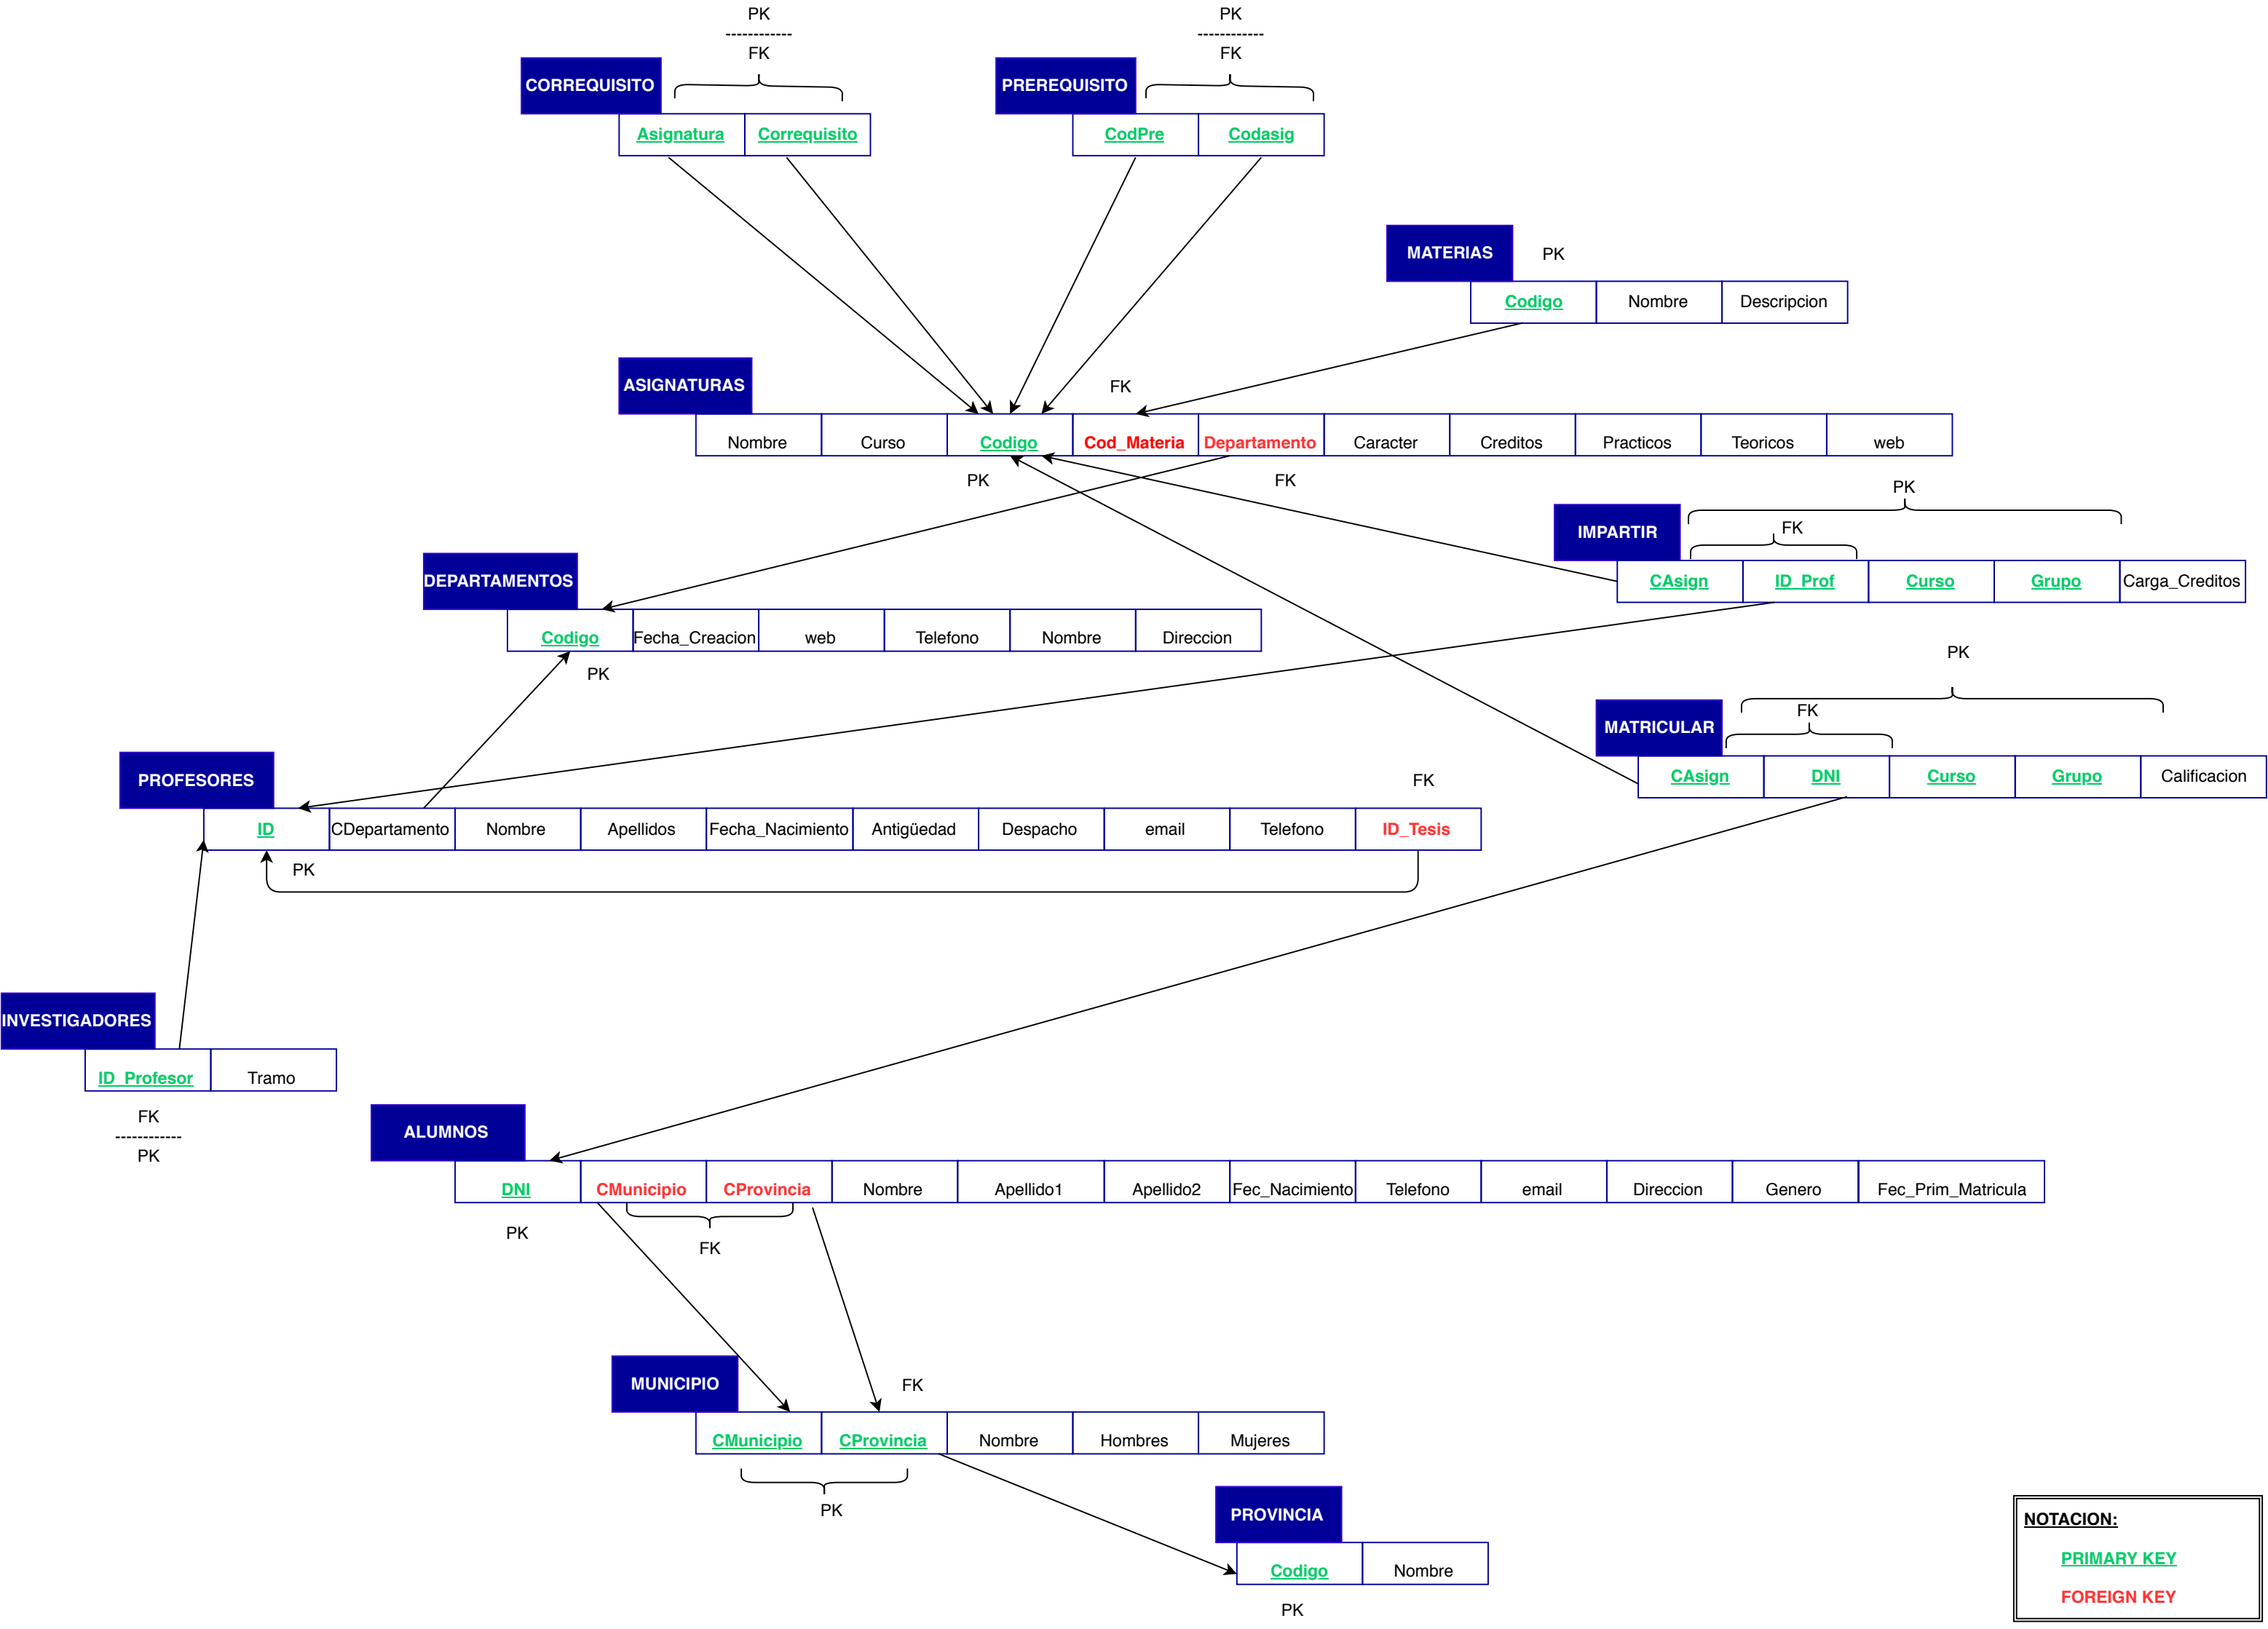 PK
------------
FK
CORREQUISITO
Asignatura Correquisito
PK
------------
FK
PREREQUISITO
CodPre Codasig
MATERIAS PK
Codigo Nombre Descripcion
ASIGNATURAS FK
Nombre Curso Codigo Cod_Materia Departamento Caracter Creditos Practicos Teoricos web
PK FK
PK
IMPARTIR FK
CAsign ID_Prof Curso Grupo Carga_Creditos
DEPARTAMENTOS
Codigo Fecha_Creacion web Telefono Nombre Direccion
PK
PK
FK
MATRICULAR
CAsign DNI Curso Grupo Calificacion
PROFESORES FK
ID CDepartamento Nombre Apellidos Fecha_Nacimiento Antigüedad Despacho email Telefono ID_Tesis
PK
INVESTIGADORES
ID_Profesor Tramo
FK
------------
PK
ALUMNOS
DNI CMunicipio CProvincia Nombre Apellido1 Apellido2 Fec_Nacimiento Telefono email Direccion Genero Fec_Prim_Matricula
PK FK
MUNICIPIO FK
CMunicipio CProvincia Nombre Hombres Mujeres
PK
PROVINCIA
Codigo Nombre
PK
NOTACION:
PRIMARY KEY
FOREIGN KEY